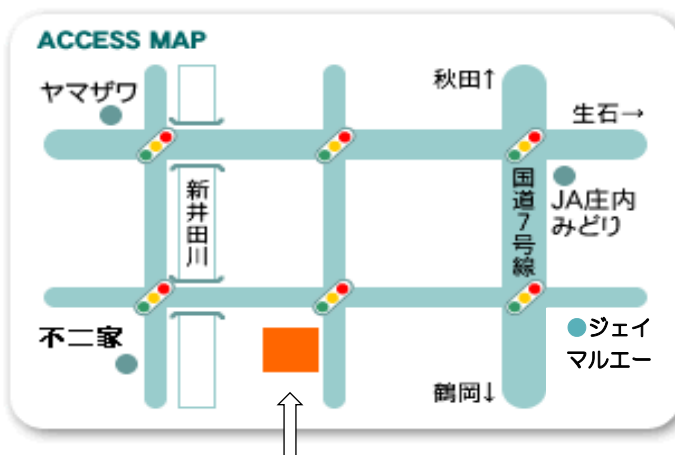 ACCESS MAP
ヤマザワ
秋田↑
生石→
新井田川
国道7号線
JA庄内
みどり
不二家
●ジェイ
マルエー
鶴岡↓